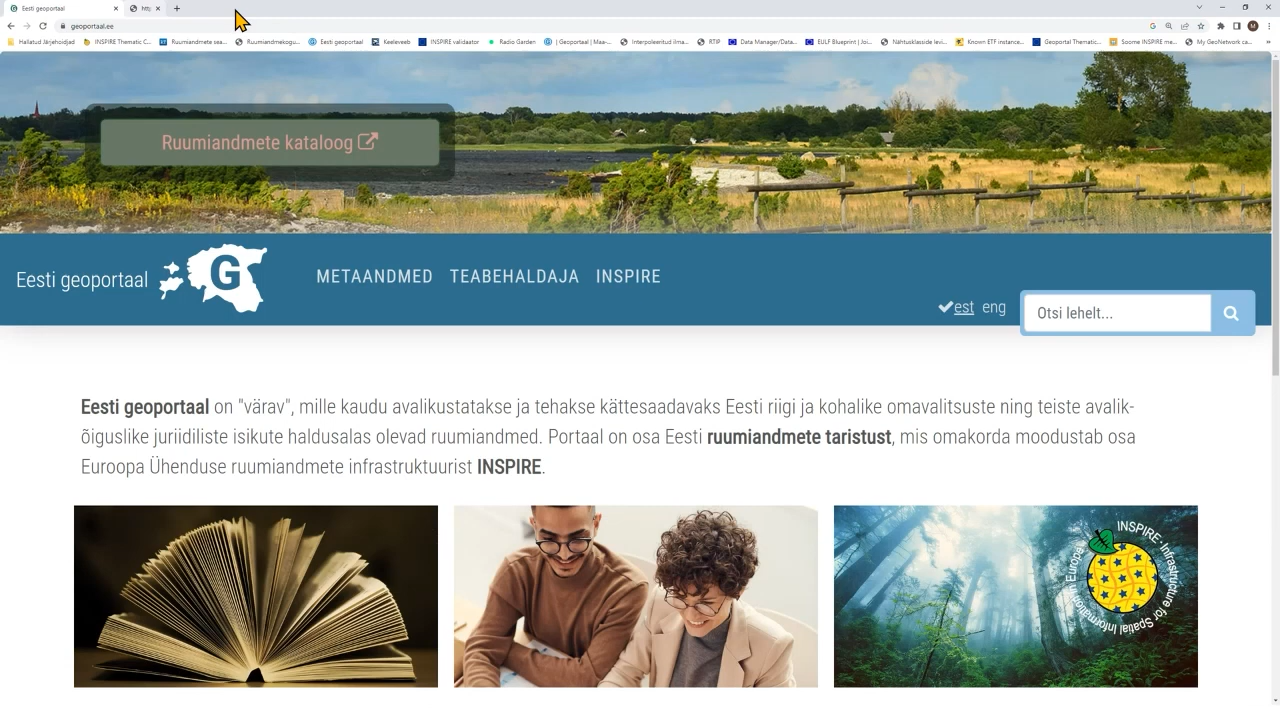 Eesti geoportaal
http
geoportaal.ee
Hallatud Järjehoidjad
INSPIRE Thematic C...
Ruumiandmete sea...
Ruumiandmekogu...
Eesti geoportaal
Keeleveeb
INSPIRE validaator
Radio Garden
| Geoportaal | Maa-...
Interpoleeritud ilma...
RTIP
Data Manager/Data...
EULF Blueprint | Joi...
Nähtusklasside levi...
Known ETF instance...
Geoportal Thematic...
Soome INSPIRE me...
My GeoNetwork ca...
Ruumiandmete kataloog
Eesti geoportaal
G
METAANDMED TEABEHALDAJA INSPIRE
est eng
Otsi lehelt...
Eesti geoportaal on "värav", mille kaudu avalikustatakse ja tehakse kättesaadavaks Eesti riigi ja kohalike omavalitsuste ning teiste avalik-
õiguslike juriidiliste isikute haldusalas olevad ruumiandmed. Portaal on osa Eesti ruumiandmete taristust, mis omakorda moodustab osa
Euroopa Ühenduse ruumiandmete infrastruktuurist INSPIRE.
INSPIRE- Infrastructure for Spatial Information in Europe